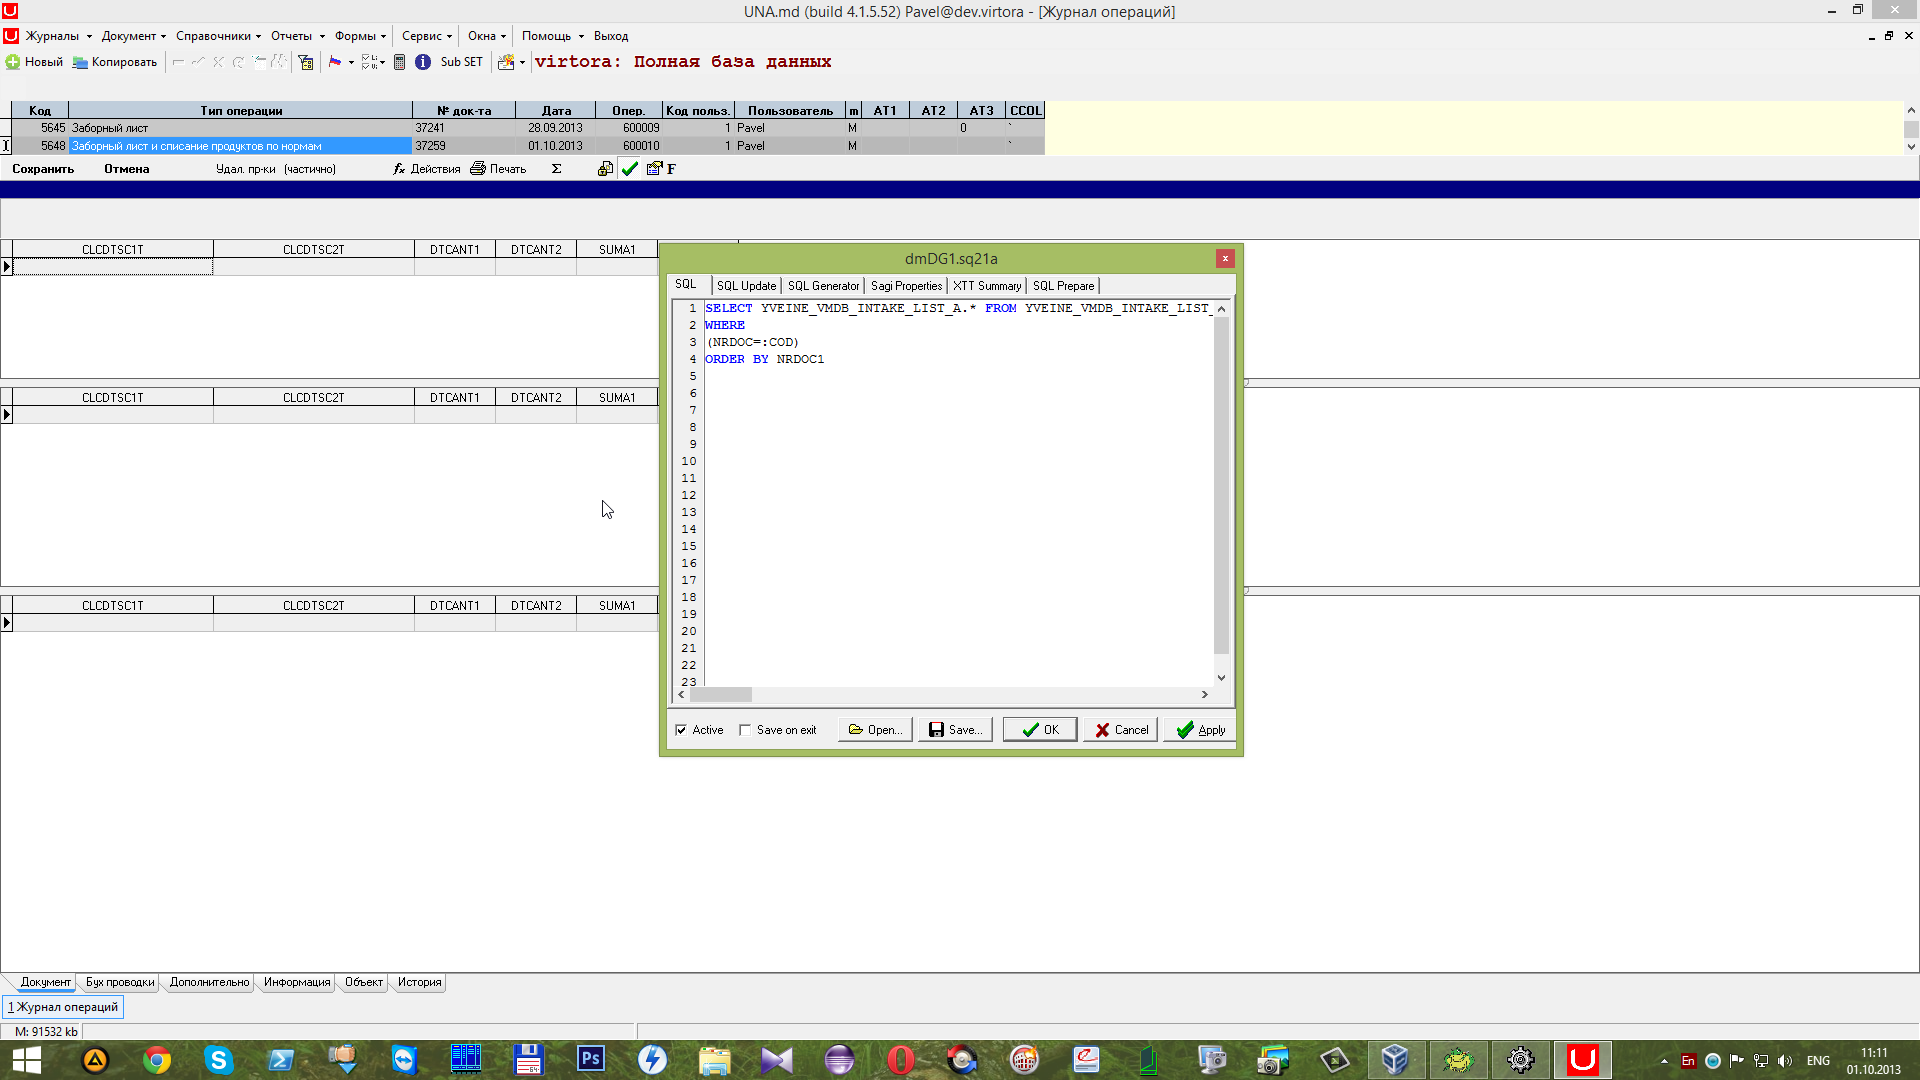 UNA.md (build 4.1.5.52) Pavel@dev.virtora - [Журнал операций]
Журналы Документ Справочники Отчеты Формы Сервис Окна Помощь Выход
Новый Копировать Sub SET virtora: Полная база данных
Код Тип операции № док-та Дата Опер. Код польз. Пользователь m AT1 AT2 AT3 CCOL
5645 Заборный лист 37241 28.09.2013 600009 1 Pavel M 0 `
5648 Заборный лист и списание продуктов по нормам 37259 01.10.2013 600010 1 Pavel M `
Сохранить Отмена Удал. пр-ки (частично) fx Действия Печать Σ F
CLCDTSC1T CLCDTSC2T DTCANT1 DTCANT2 SUMA1
CLCDTSC1T CLCDTSC2T DTCANT1 DTCANT2 SUMA1
CLCDTSC1T CLCDTSC2T DTCANT1 DTCANT2 SUMA1
dmDG1.sq21a
x
SQL SQL Update SQL Generator Sagi Properties XTT Summary SQL Prepare
1 SELECT YVEINE_VMDB_INTAKE_LIST_A.* FROM YVEINE_VMDB_INTAKE_LIST_
2 WHERE
3 (NRDOC=:COD)
4 ORDER BY NRDOC1
5
6
7
8
9
10
11
12
13
14
15
16
17
18
19
20
21
22
23
Active Save on exit Open... Save... OK Cancel Apply
Документ Бух проводки Дополнительно Информация Объект История
1 Журнал операций
M: 91532 kb
Ps
64
En
ENG
11:11
01.10.2013